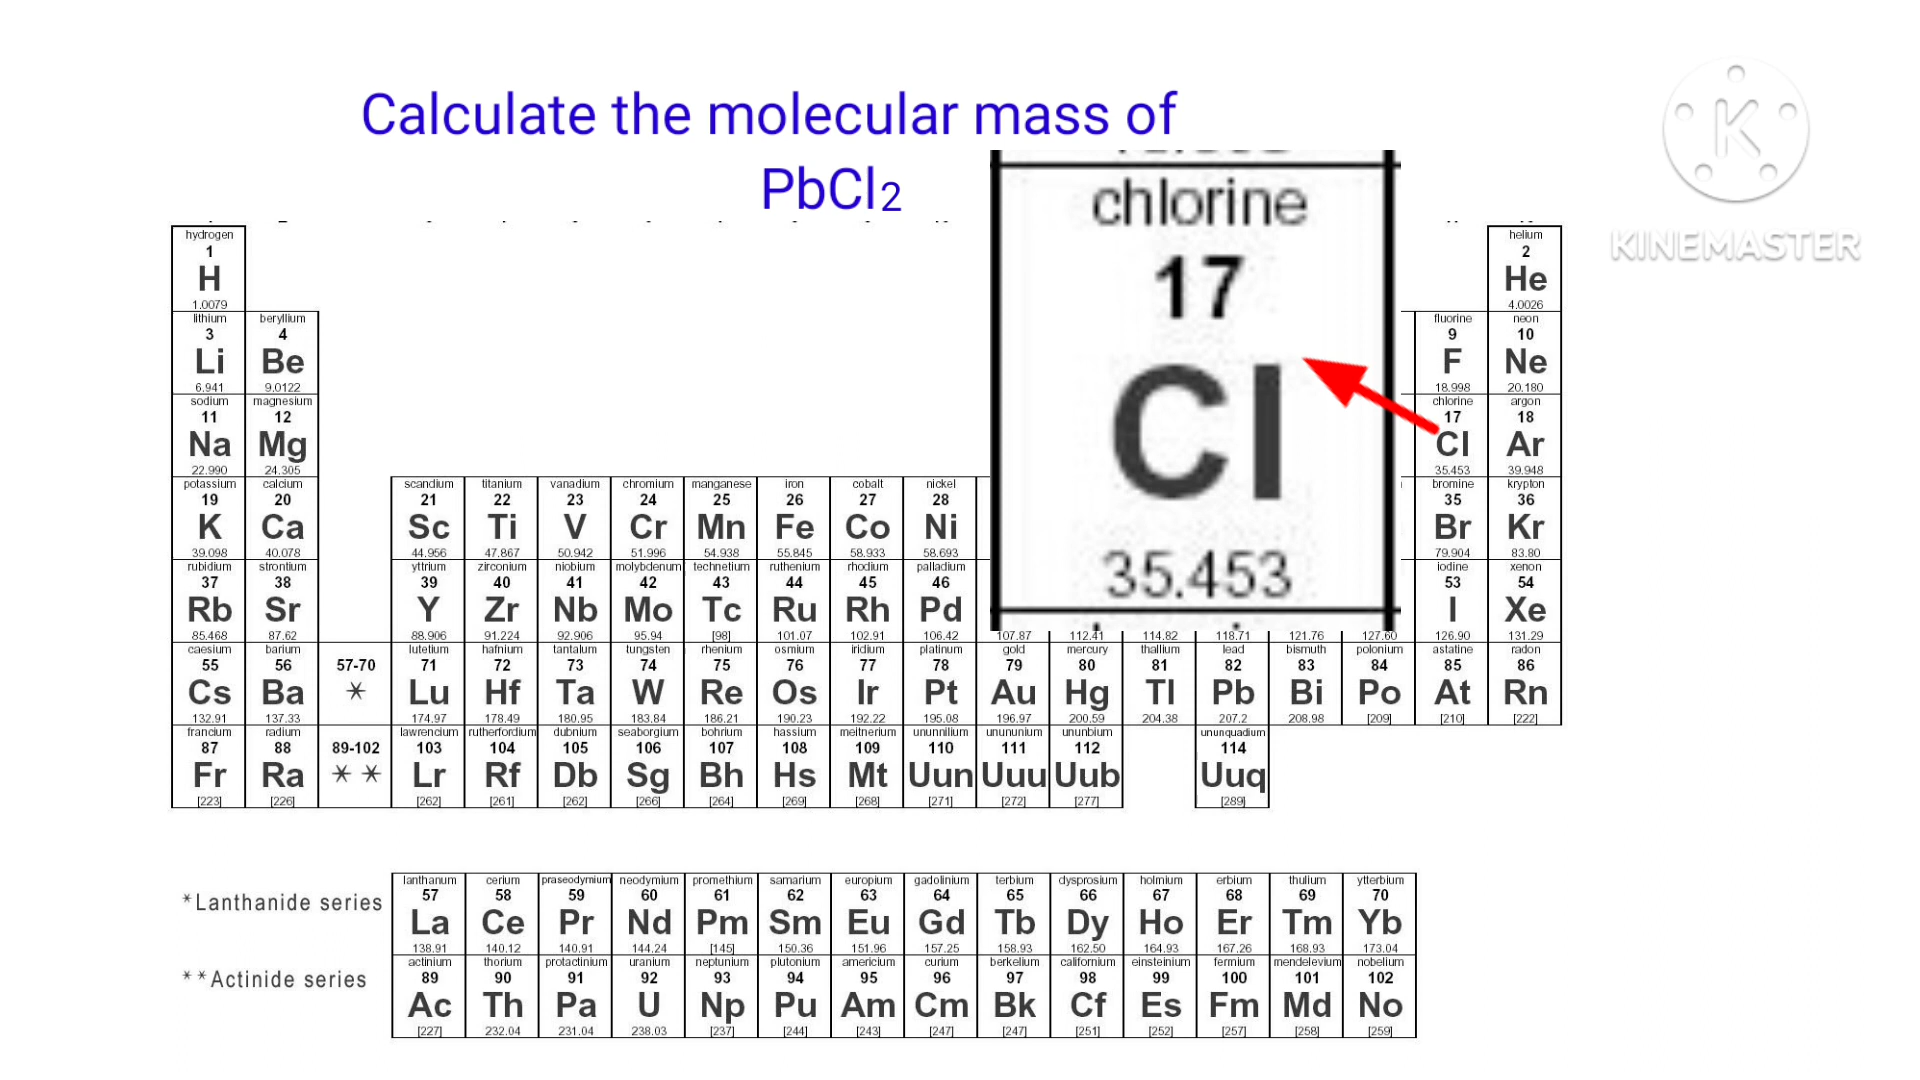 Calculate the molecular mass of
PbCl2
KINEMASTER
chlorine
17
Cl
35.453
hydrogen helium
1 2
H He
1.0079 4.0026
lithium beryllium fluorine neon
3 4 9 10
Li Be F Ne
6.941 9.0122 18.998 20.180
sodium magnesium chlorine argon
11 12 17 18
Na Mg Cl Ar
22.990 24.305 35.453 39.948
potassium calcium scandium titanium vanadium chromium manganese iron cobalt nickel bromine krypton
19 20 21 22 23 24 25 26 27 28 35 36
K Ca Sc Ti V Cr Mn Fe Co Ni Br Kr
39.098 40.078 44.956 47.867 50.942 51.996 54.938 55.845 58.933 58.693 79.904 83.80
rubidium strontium yttrium zirconium niobium molybdenum technetium ruthenium rhodium palladium iodine xenon
37 38 39 40 41 42 43 44 45 46 53 54
Rb Sr Y Zr Nb Mo Tc Ru Rh Pd I Xe
85.468 87.62 88.906 91.224 92.906 95.94 [98] 101.07 102.91 106.42 107.87 112.41 114.82 118.71 121.76 127.60 126.90 131.29
caesium barium lutetium hafnium tantalum tungsten rhenium osmium iridium platinum gold mercury thallium lead bismuth polonium astatine radon
55 56 57-70 71 72 73 74 75 76 77 78 79 80 81 82 83 84 85 86
Cs Ba * Lu Hf Ta W Re Os Ir Pt Au Hg Tl Pb Bi Po At Rn
132.91 137.33 174.97 178.49 180.95 183.84 186.21 190.23 192.22 195.08 196.97 200.59 204.38 207.2 208.98 [209] [210] [222]
francium radium lawrencium rutherfordium dubnium seaborgium bohrium hassium meitnerium ununnilium unununium ununbium ununquadium
87 88 89-102 103 104 105 106 107 108 109 110 111 112 114
Fr Ra * * Lr Rf Db Sg Bh Hs Mt Uun Uuu Uub Uuq
[223] [226] [262] [261] [262] [266] [264] [269] [268] [271] [272] [277] [289]
lanthanum cerium praseodymium neodymium promethium samarium europium gadolinium terbium dysprosium holmium erbium thulium ytterbium
57 58 59 60 61 62 63 64 65 66 67 68 69 70
*Lanthanide series La Ce Pr Nd Pm Sm Eu Gd Tb Dy Ho Er Tm Yb
138.91 140.12 140.91 144.24 [145] 150.36 151.96 157.25 158.93 162.50 164.93 167.26 168.93 173.04
actinium thorium protactinium uranium neptunium plutonium americium curium berkelium californium einsteinium fermium mendelevium nobelium
89 90 91 92 93 94 95 96 97 98 99 100 101 102
**Actinide series Ac Th Pa U Np Pu Am Cm Bk Cf Es Fm Md No
[227] 232.04 231.04 238.03 [237] [244] [243] [247] [247] [251] [252] [257] [258] [259]